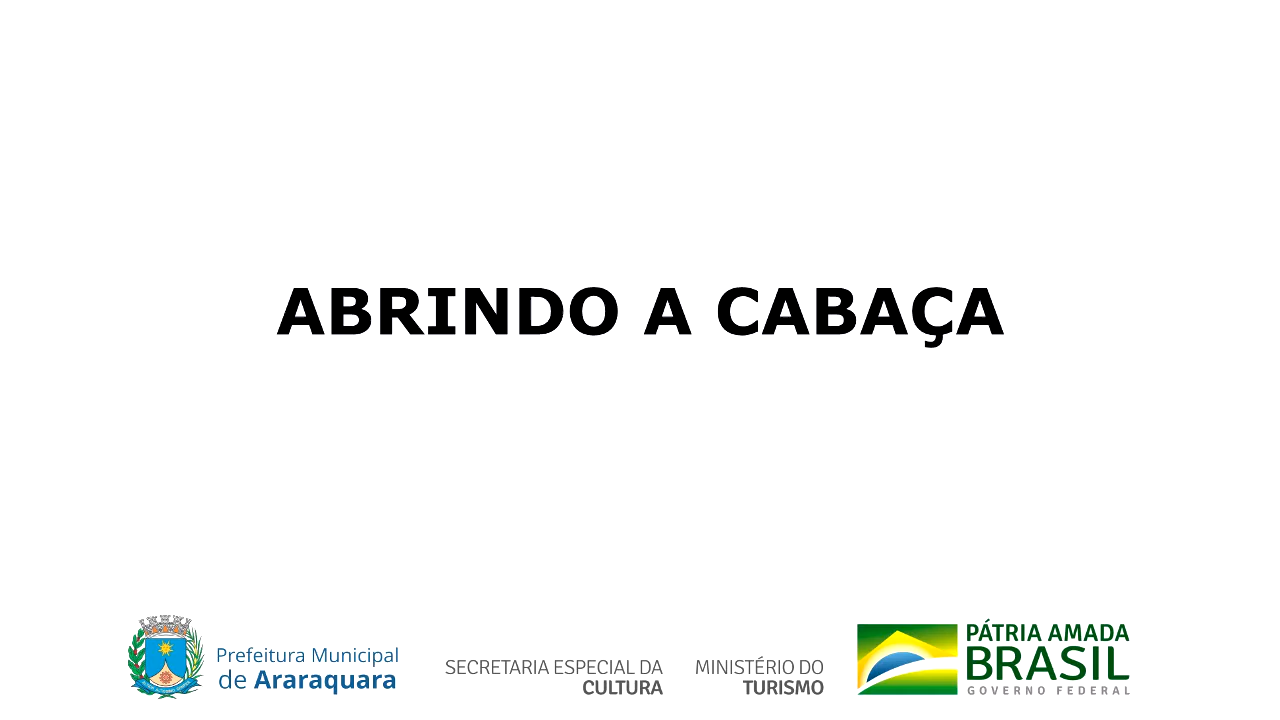 ABRINDO A CABAÇA
Prefeitura Municipal
de Araraquara
SECRETARIA ESPECIAL DA
CULTURA
MINISTÉRIO DO
TURISMO
PÁTRIA AMADA
BRASIL
GOVERNO FEDERAL